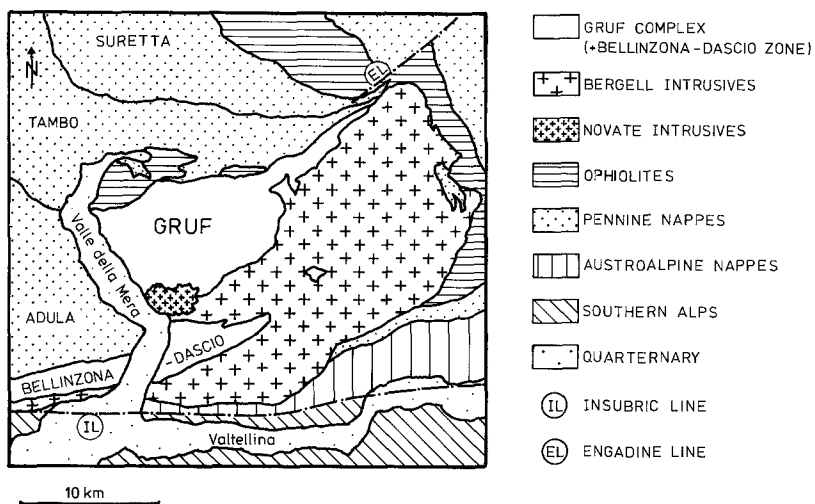 SURETTA
EL
N
TAMBO
GRUF
Valle della Mera
ADULA
BELLINZONA
-DASCIO
IL
Valtellina
10 km
GRUF COMPLEX
(+BELLINZONA-DASCIO ZONE)
BERGELL INTRUSIVES
NOVATE INTRUSIVES
OPHIOLITES
PENNINE NAPPES
AUSTROALPINE NAPPES
SOUTHERN ALPS
QUARTERNARY
IL INSUBRIC LINE
EL ENGADINE LINE